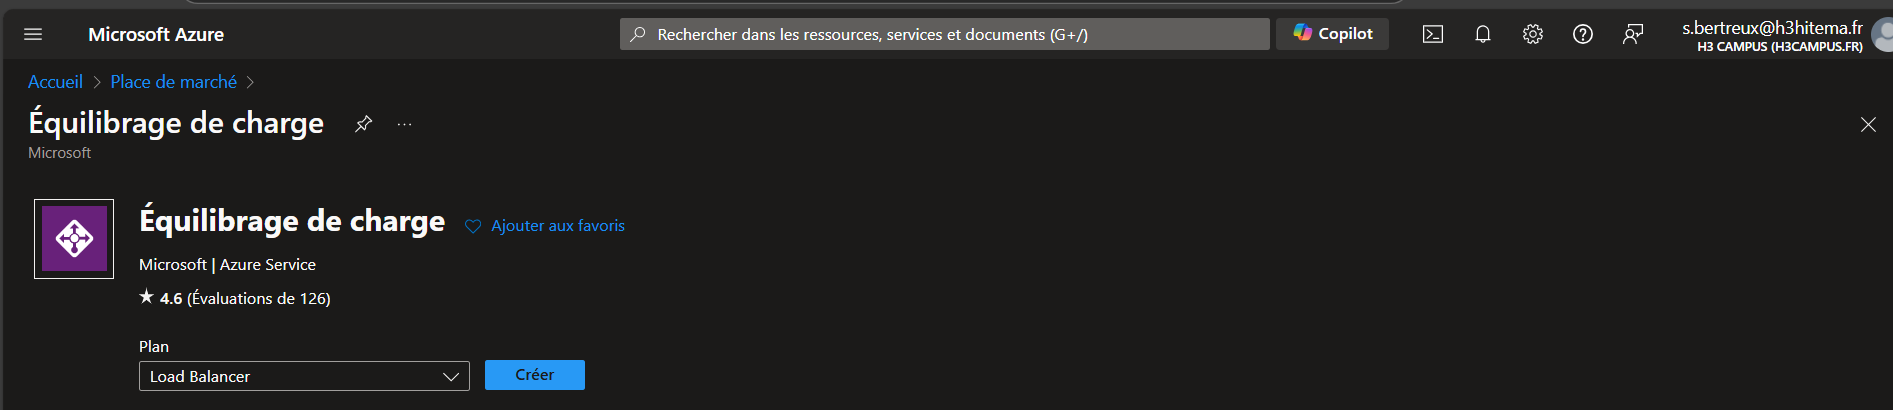 Microsoft Azure
Rechercher dans les ressources, services et documents (G+/)
Copilot
s.bertreux@h3hitema.fr
H3 CAMPUS (H3CAMPUS.FR)
Accueil > Place de marché >
Équilibrage de charge
...
Microsoft
Équilibrage de charge
Ajouter aux favoris
Microsoft | Azure Service
★ 4.6 (Évaluations de 126)
Plan
Load Balancer
Créer